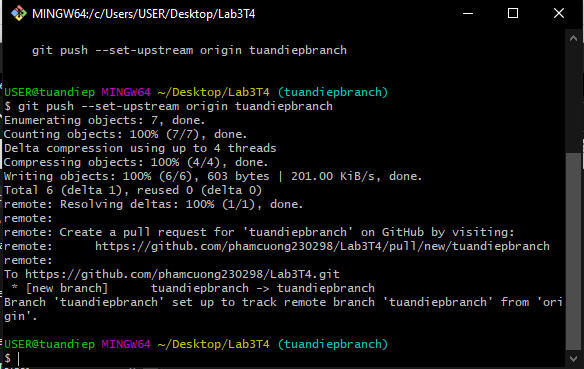 MINGW64:/c/Users/USER/Desktop/Lab3T4
git push --set-upstream origin tuandiepbranch
USER@tuandiep MINGW64 ~/Desktop/Lab3T4 (tuandiepbranch)
$ git push --set-upstream origin tuandiepbranch
Enumerating objects: 7, done.
Counting objects: 100% (7/7), done.
Delta compression using up to 4 threads
Compressing objects: 100% (4/4), done.
Writing objects: 100% (6/6), 603 bytes | 201.00 KiB/s, done.
Total 6 (delta 1), reused 0 (delta 0)
remote: Resolving deltas: 100% (1/1), done.
remote:
remote: Create a pull request for 'tuandiepbranch' on GitHub by visiting:
remote:      https://github.com/phamcuong230298/Lab3T4/pull/new/tuandiepbranch
remote:
To https://github.com/phamcuong230298/Lab3T4.git
 * [new branch]      tuandiepbranch -> tuandiepbranch
Branch 'tuandiepbranch' set up to track remote branch 'tuandiepbranch' from 'ori
gin'.
USER@tuandiep MINGW64 ~/Desktop/Lab3T4 (tuandiepbranch)
$